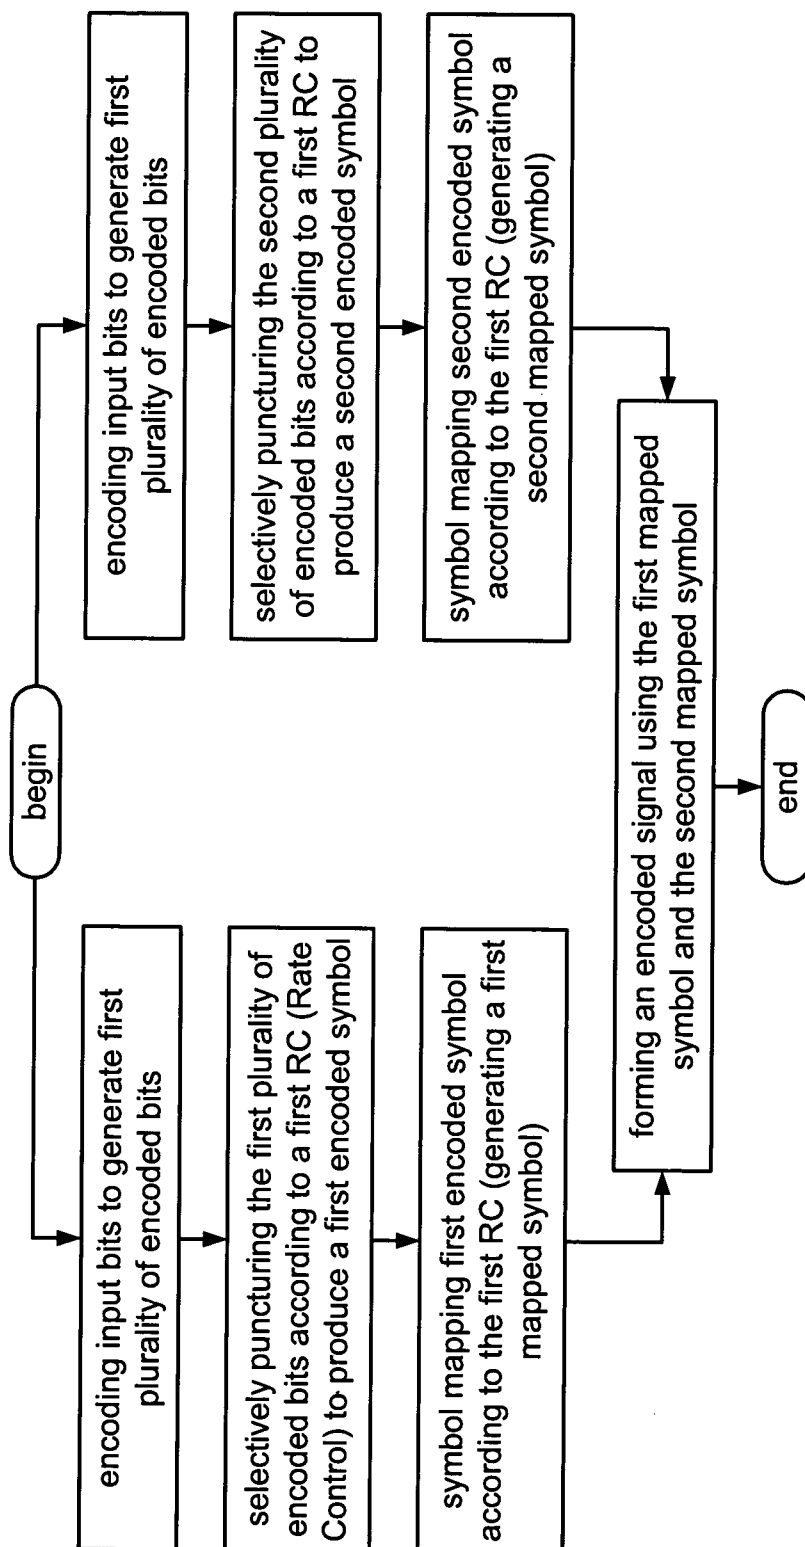 begin
encoding input bits to generate first
plurality of encoded bits
selectively puncturing the first plurality of
encoded bits according to a first RC (Rate
Control) to produce a first encoded symbol
symbol mapping first encoded symbol
according to the first RC (generating a first
mapped symbol)
encoding input bits to generate first
plurality of encoded bits
selectively puncturing the second plurality
of encoded bits according to a first RC to
produce a second encoded symbol
symbol mapping second encoded symbol
according to the first RC (generating a
second mapped symbol)
forming an encoded signal using the first mapped
symbol and the second mapped symbol
end